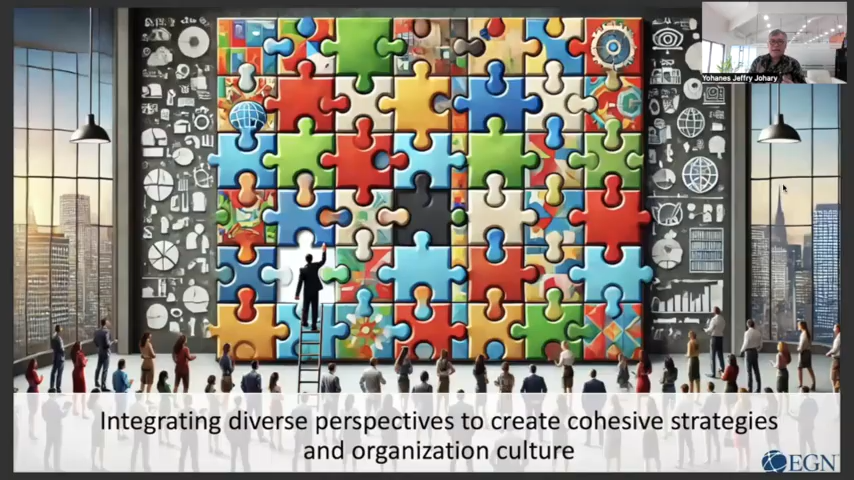 Yohanes Jeffry Johary
Integrating diverse perspectives to create cohesive strategies
and organization culture
EGN